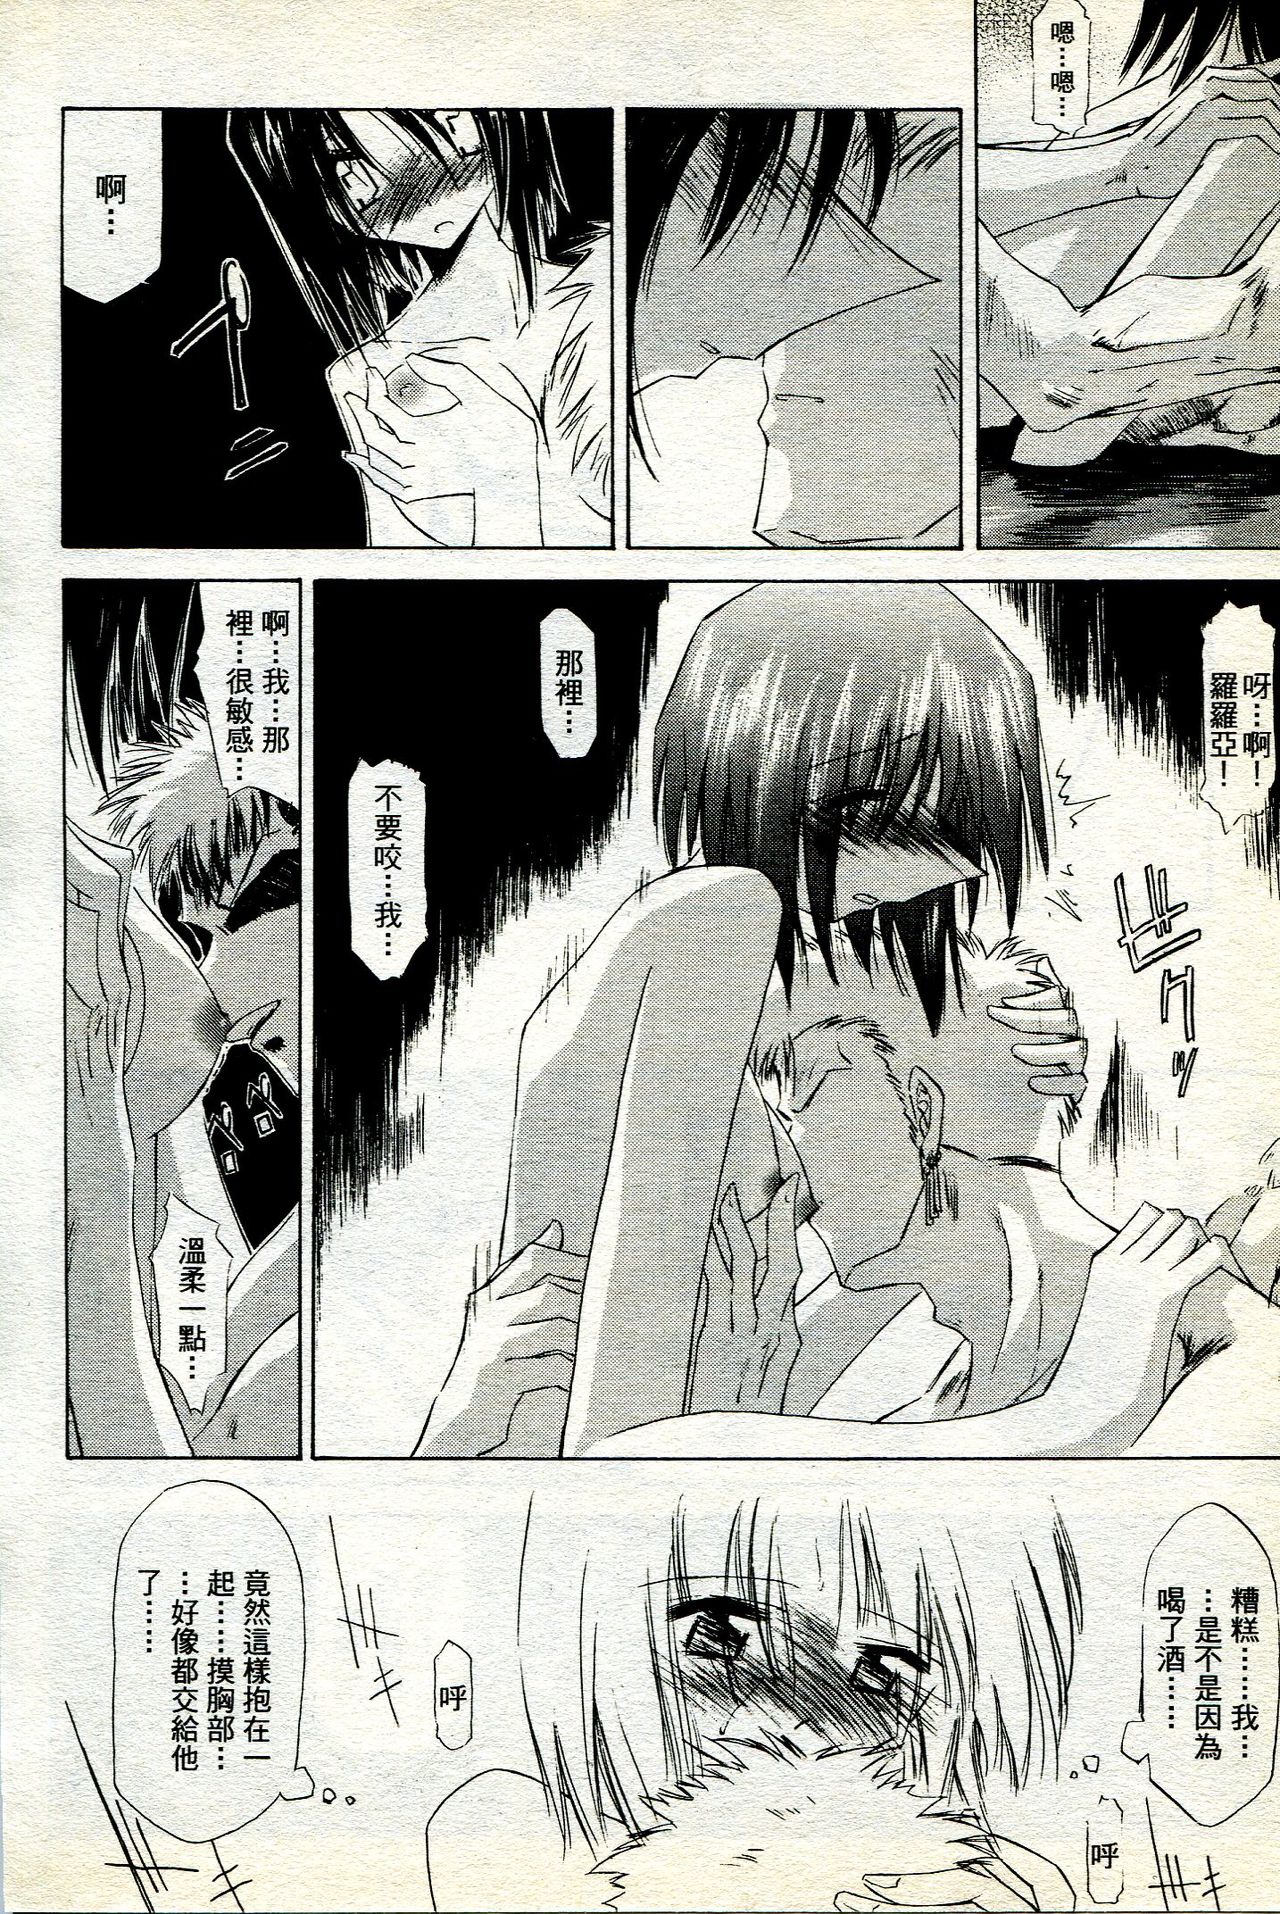 嗯…嗯…
啊…
呀…啊！
羅羅亞！
那裡…
不要咬…我…
啊…我…那
裡…很敏感…
溫柔一點…
糟糕……我…
…是不是因為
喝了酒……
呼
呼
竟然這樣抱在一
起……摸胸部…
…好像都交給他
了……